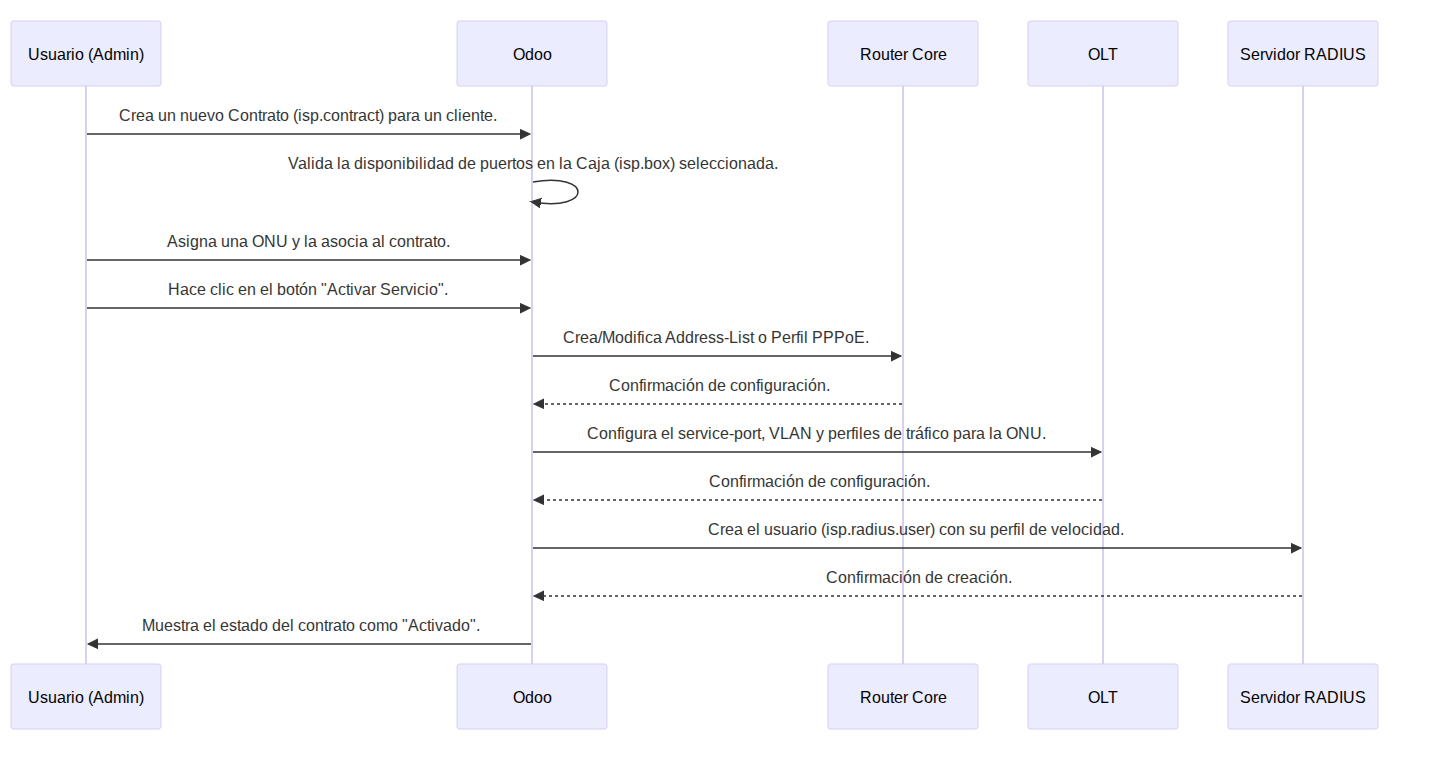 Usuario (Admin)
Odoo
Router Core
OLT
Servidor RADIUS
Crea un nuevo Contrato (isp.contract) para un cliente.
Valida la disponibilidad de puertos en la Caja (isp.box) seleccionada.
Asigna una ONU y la asocia al contrato.
Hace clic en el botón "Activar Servicio".
Crea/Modifica Address-List o Perfil PPPoE.
Confirmación de configuración.
Configura el service-port, VLAN y perfiles de tráfico para la ONU.
Confirmación de configuración.
Crea el usuario (isp.radius.user) con su perfil de velocidad.
Confirmación de creación.
Muestra el estado del contrato como "Activado".
Usuario (Admin)
Odoo
Router Core
OLT
Servidor RADIUS